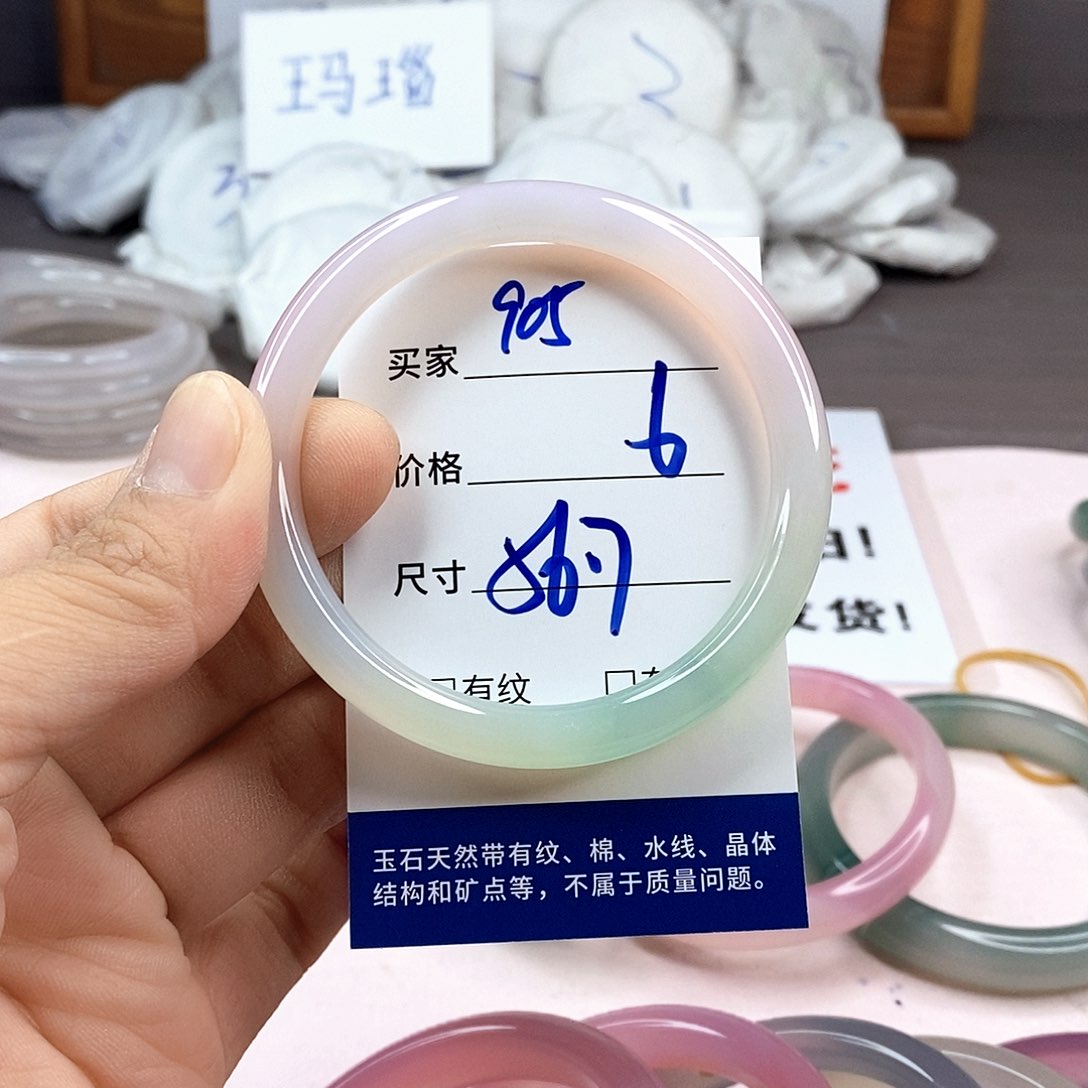 玛瑙
买家 905
价格 6
尺寸
有纹
货!
玉石天然带有纹、棉、水线、晶体
结构和矿点等，不属于质量问题。